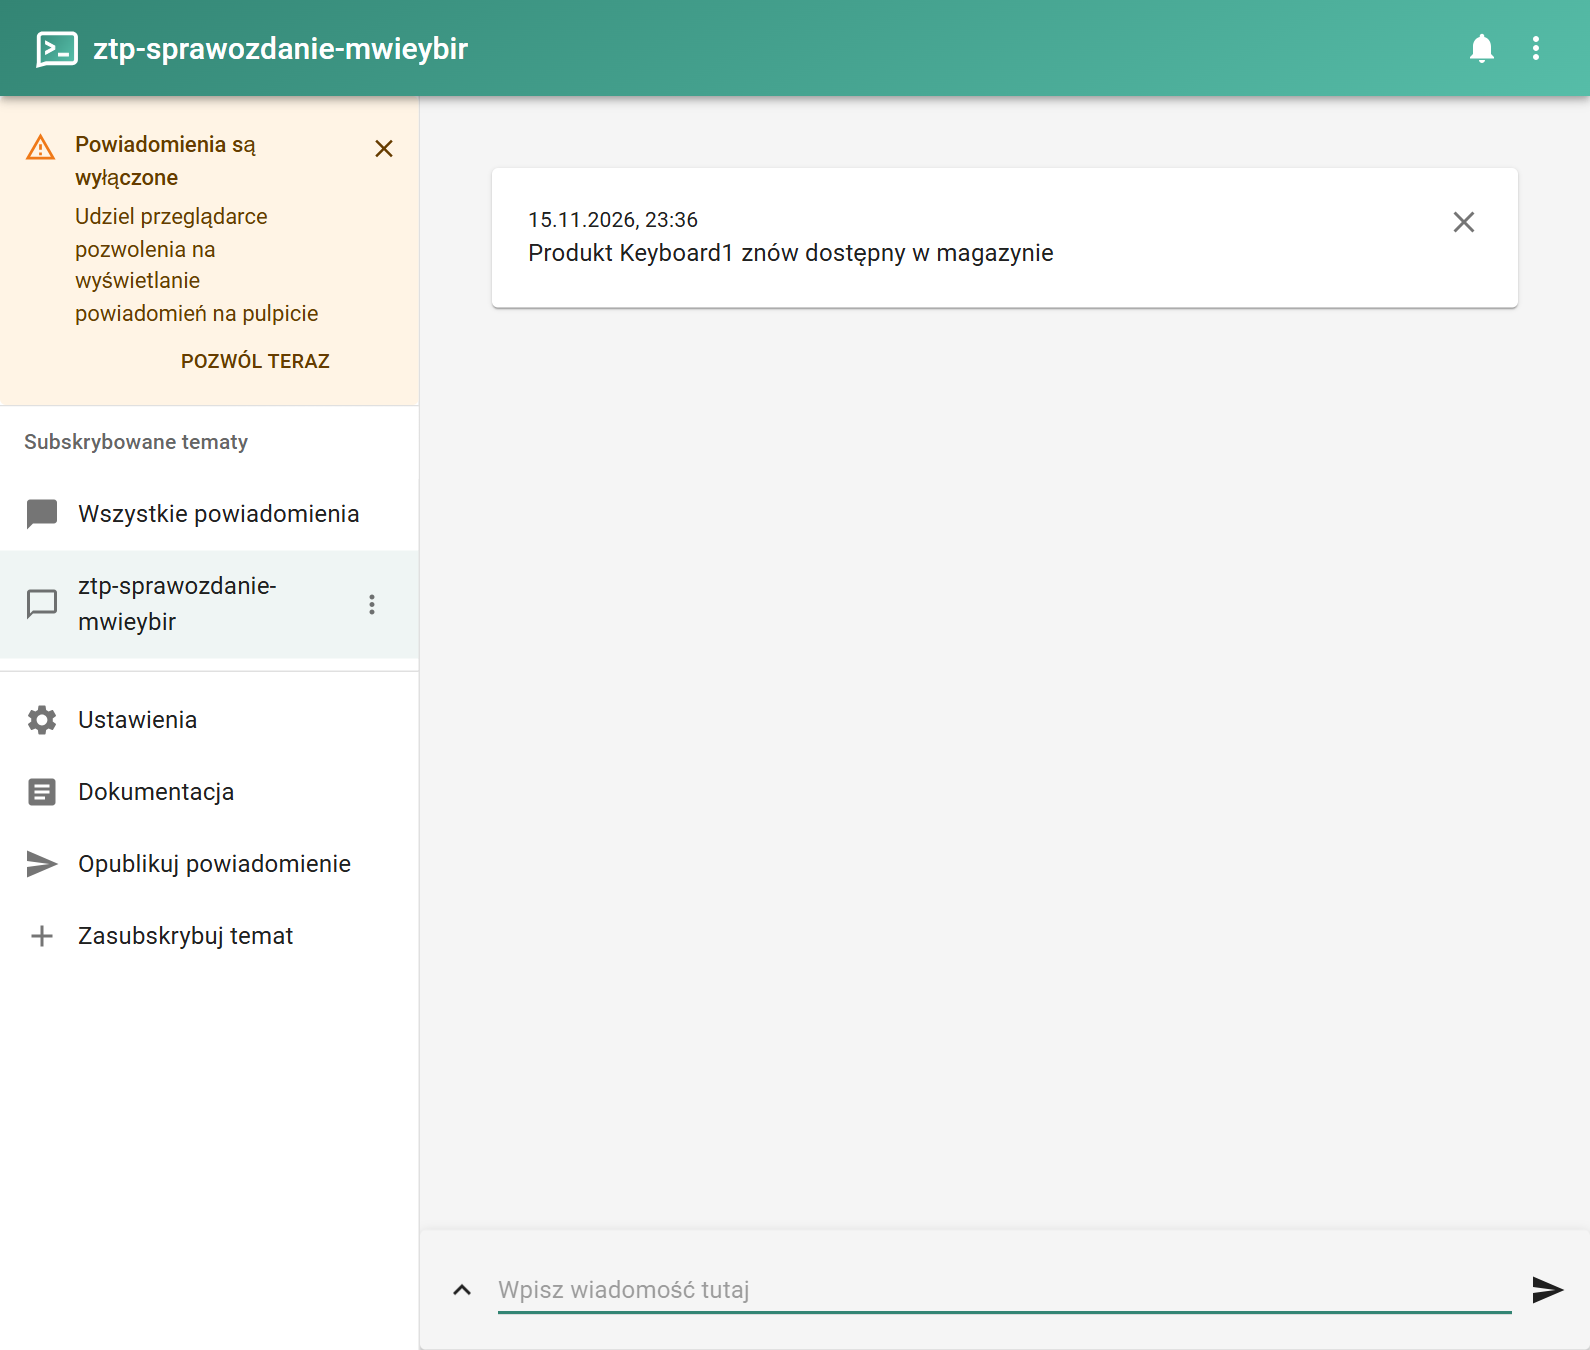 ztp-sprawozdanie-mwieybir
Powiadomienia są
wyłączone
Udziel przeglądarce
pozwolenia na
wyświetlanie
powiadomień na pulpicie
POZWÓL TERAZ
Subskrybowane tematy
Wszystkie powiadomienia
ztp-sprawozdanie-
mwieybir
Ustawienia
Dokumentacja
Opublikuj powiadomienie
Zasubskrybuj temat
15.11.2026, 23:36
Produkt Keyboard1 znów dostępny w magazynie
Wpisz wiadomość tutaj